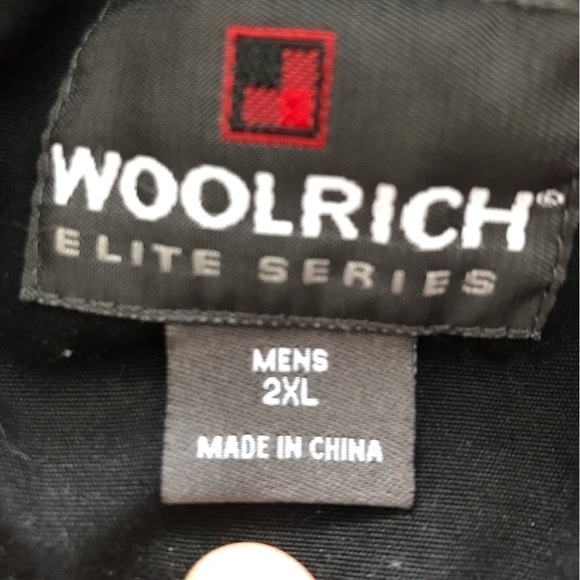 WOOLRICH®
ELITE SERIES
MENS
2XL
MADE IN CHINA